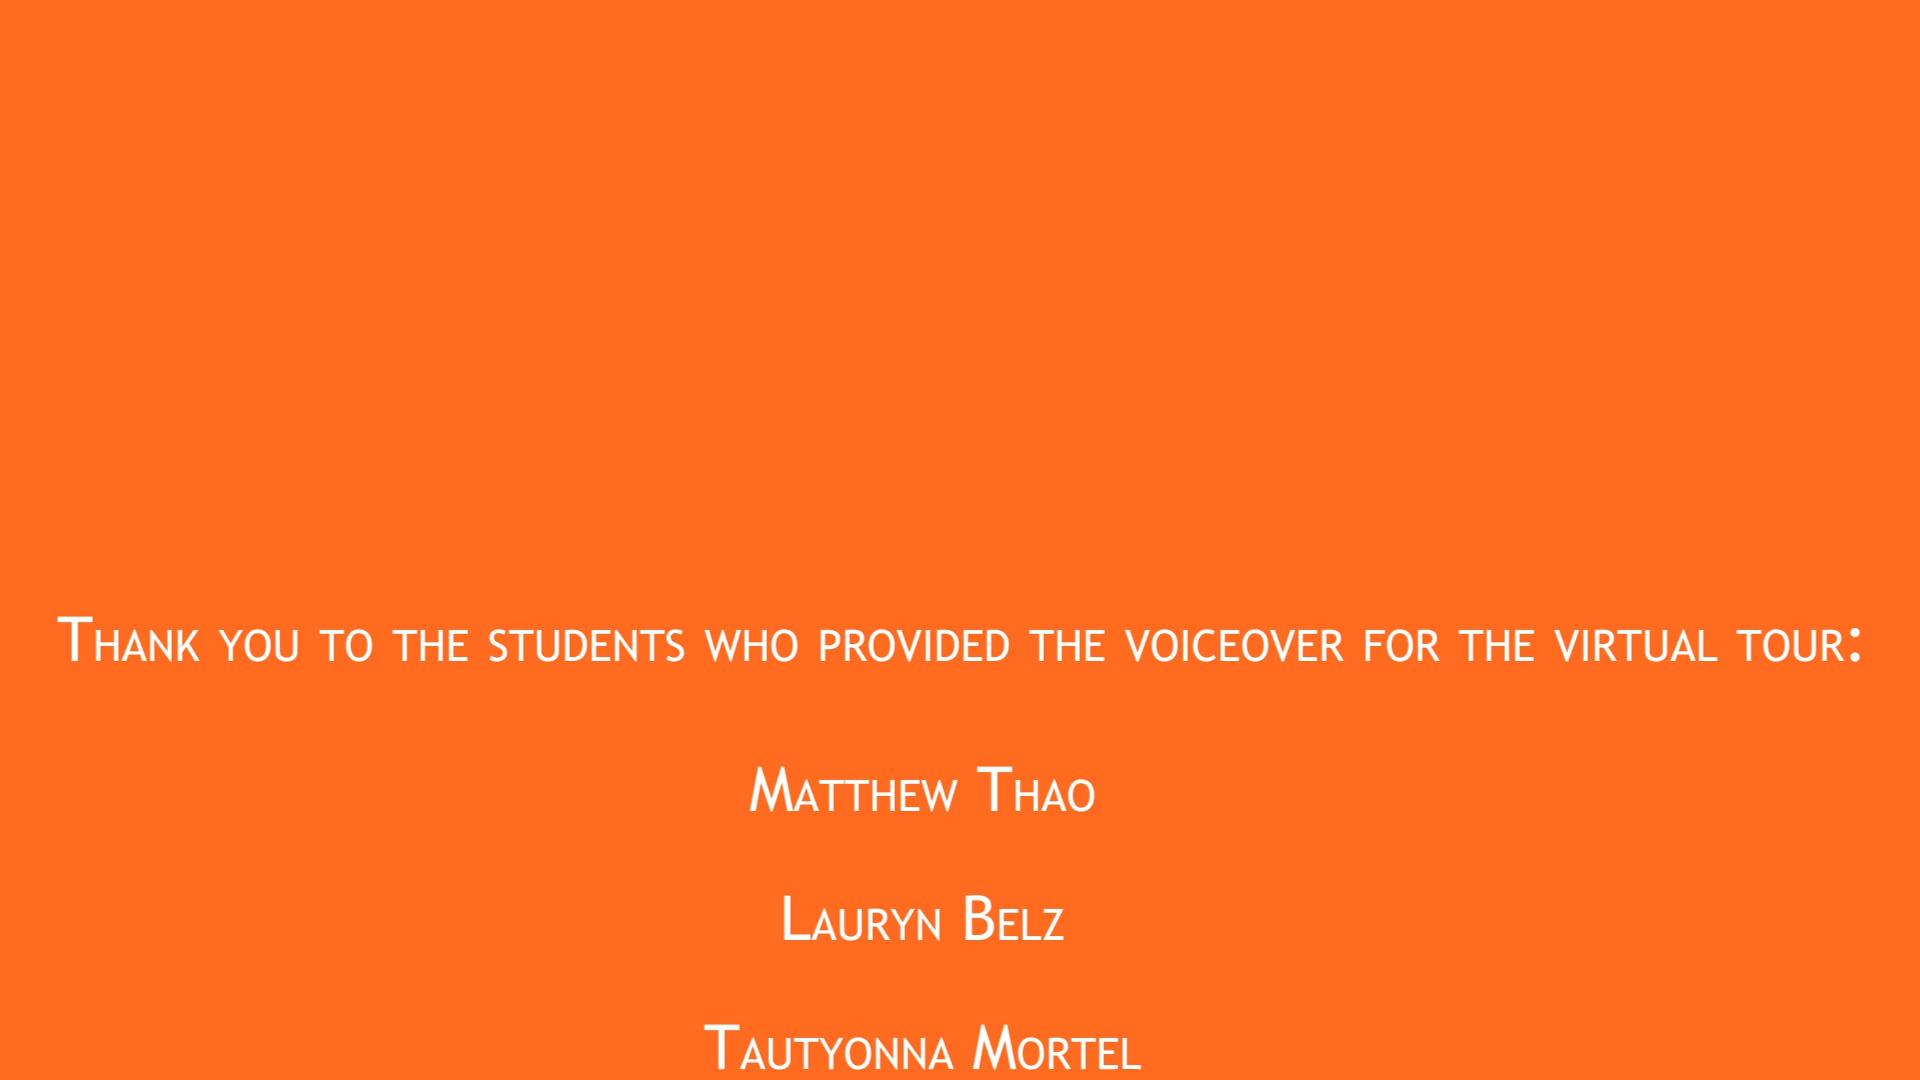 Thank you to the students who provided the voiceover for the virtual tour:
Matthew Thao
Lauryn Belz
Tautyonna Mortel